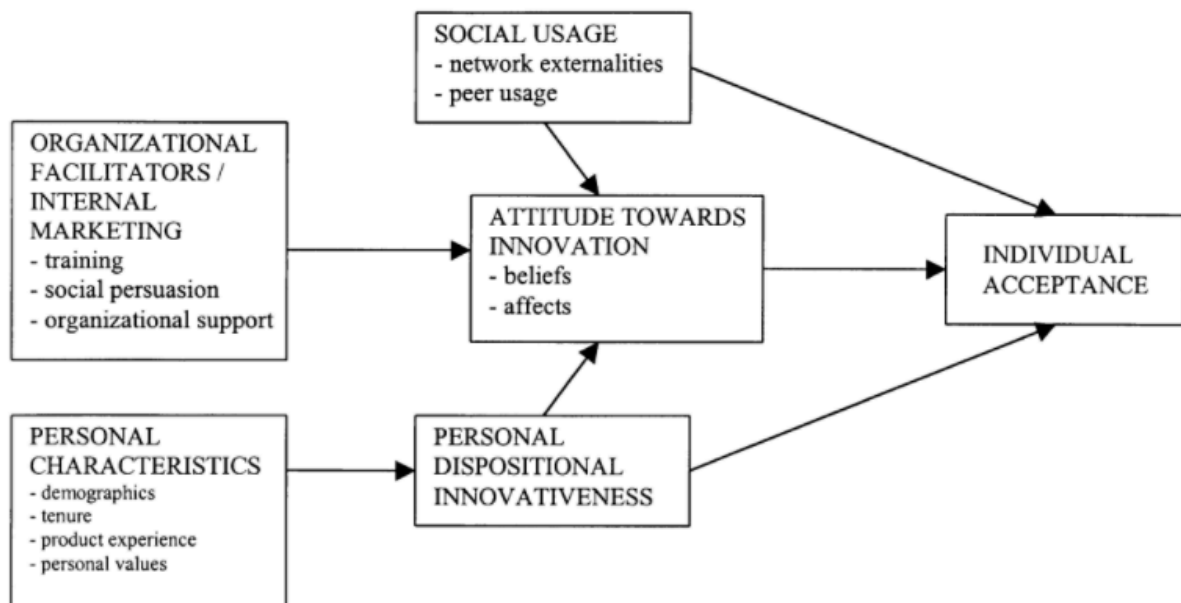 SOCIAL USAGE
- network externalities
- peer usage
ORGANIZATIONAL
FACILITATORS /
INTERNAL
MARKETING
- training
- social persuasion
- organizational support
ATTITUDE TOWARDS
INNOVATION
- beliefs
- affects
INDIVIDUAL
ACCEPTANCE
PERSONAL
CHARACTERISTICS
- demographics
- tenure
- product experience
- personal values
PERSONAL
DISPOSITIONAL
INNOVATIVENESS